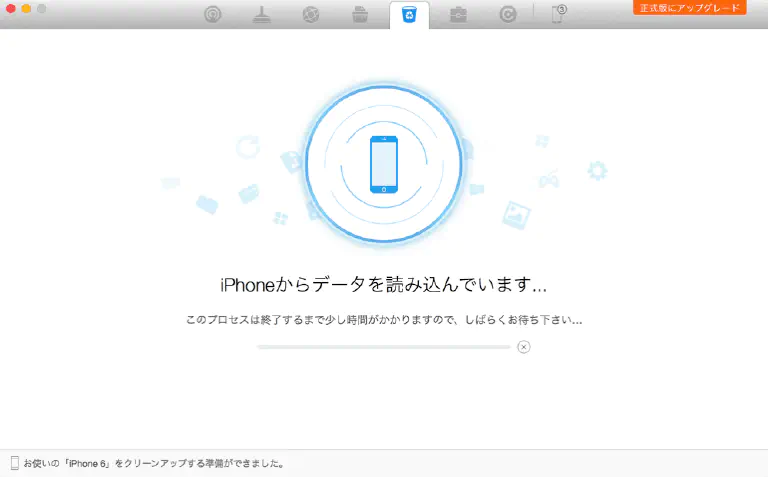 正式版にアップグレード
iPhoneからデータを読み込んでいます...
このプロセスは終了するまで少し時間がかかりますので、しばらくお待ち下さい...
お使いの「iPhone 6」をクリーンアップする準備ができました。